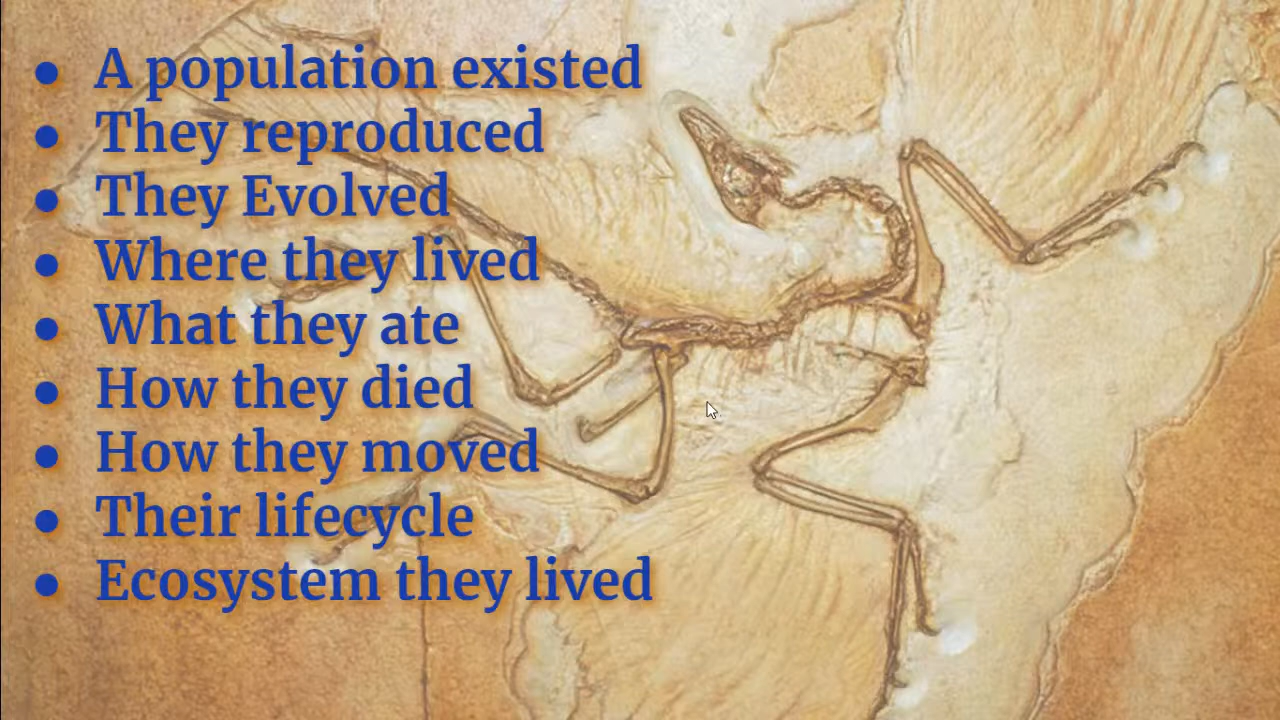 ● A population existed
● They reproduced
● They Evolved
● Where they lived
● What they ate
● How they died
● How they moved
● Their lifecycle
● Ecosystem they lived